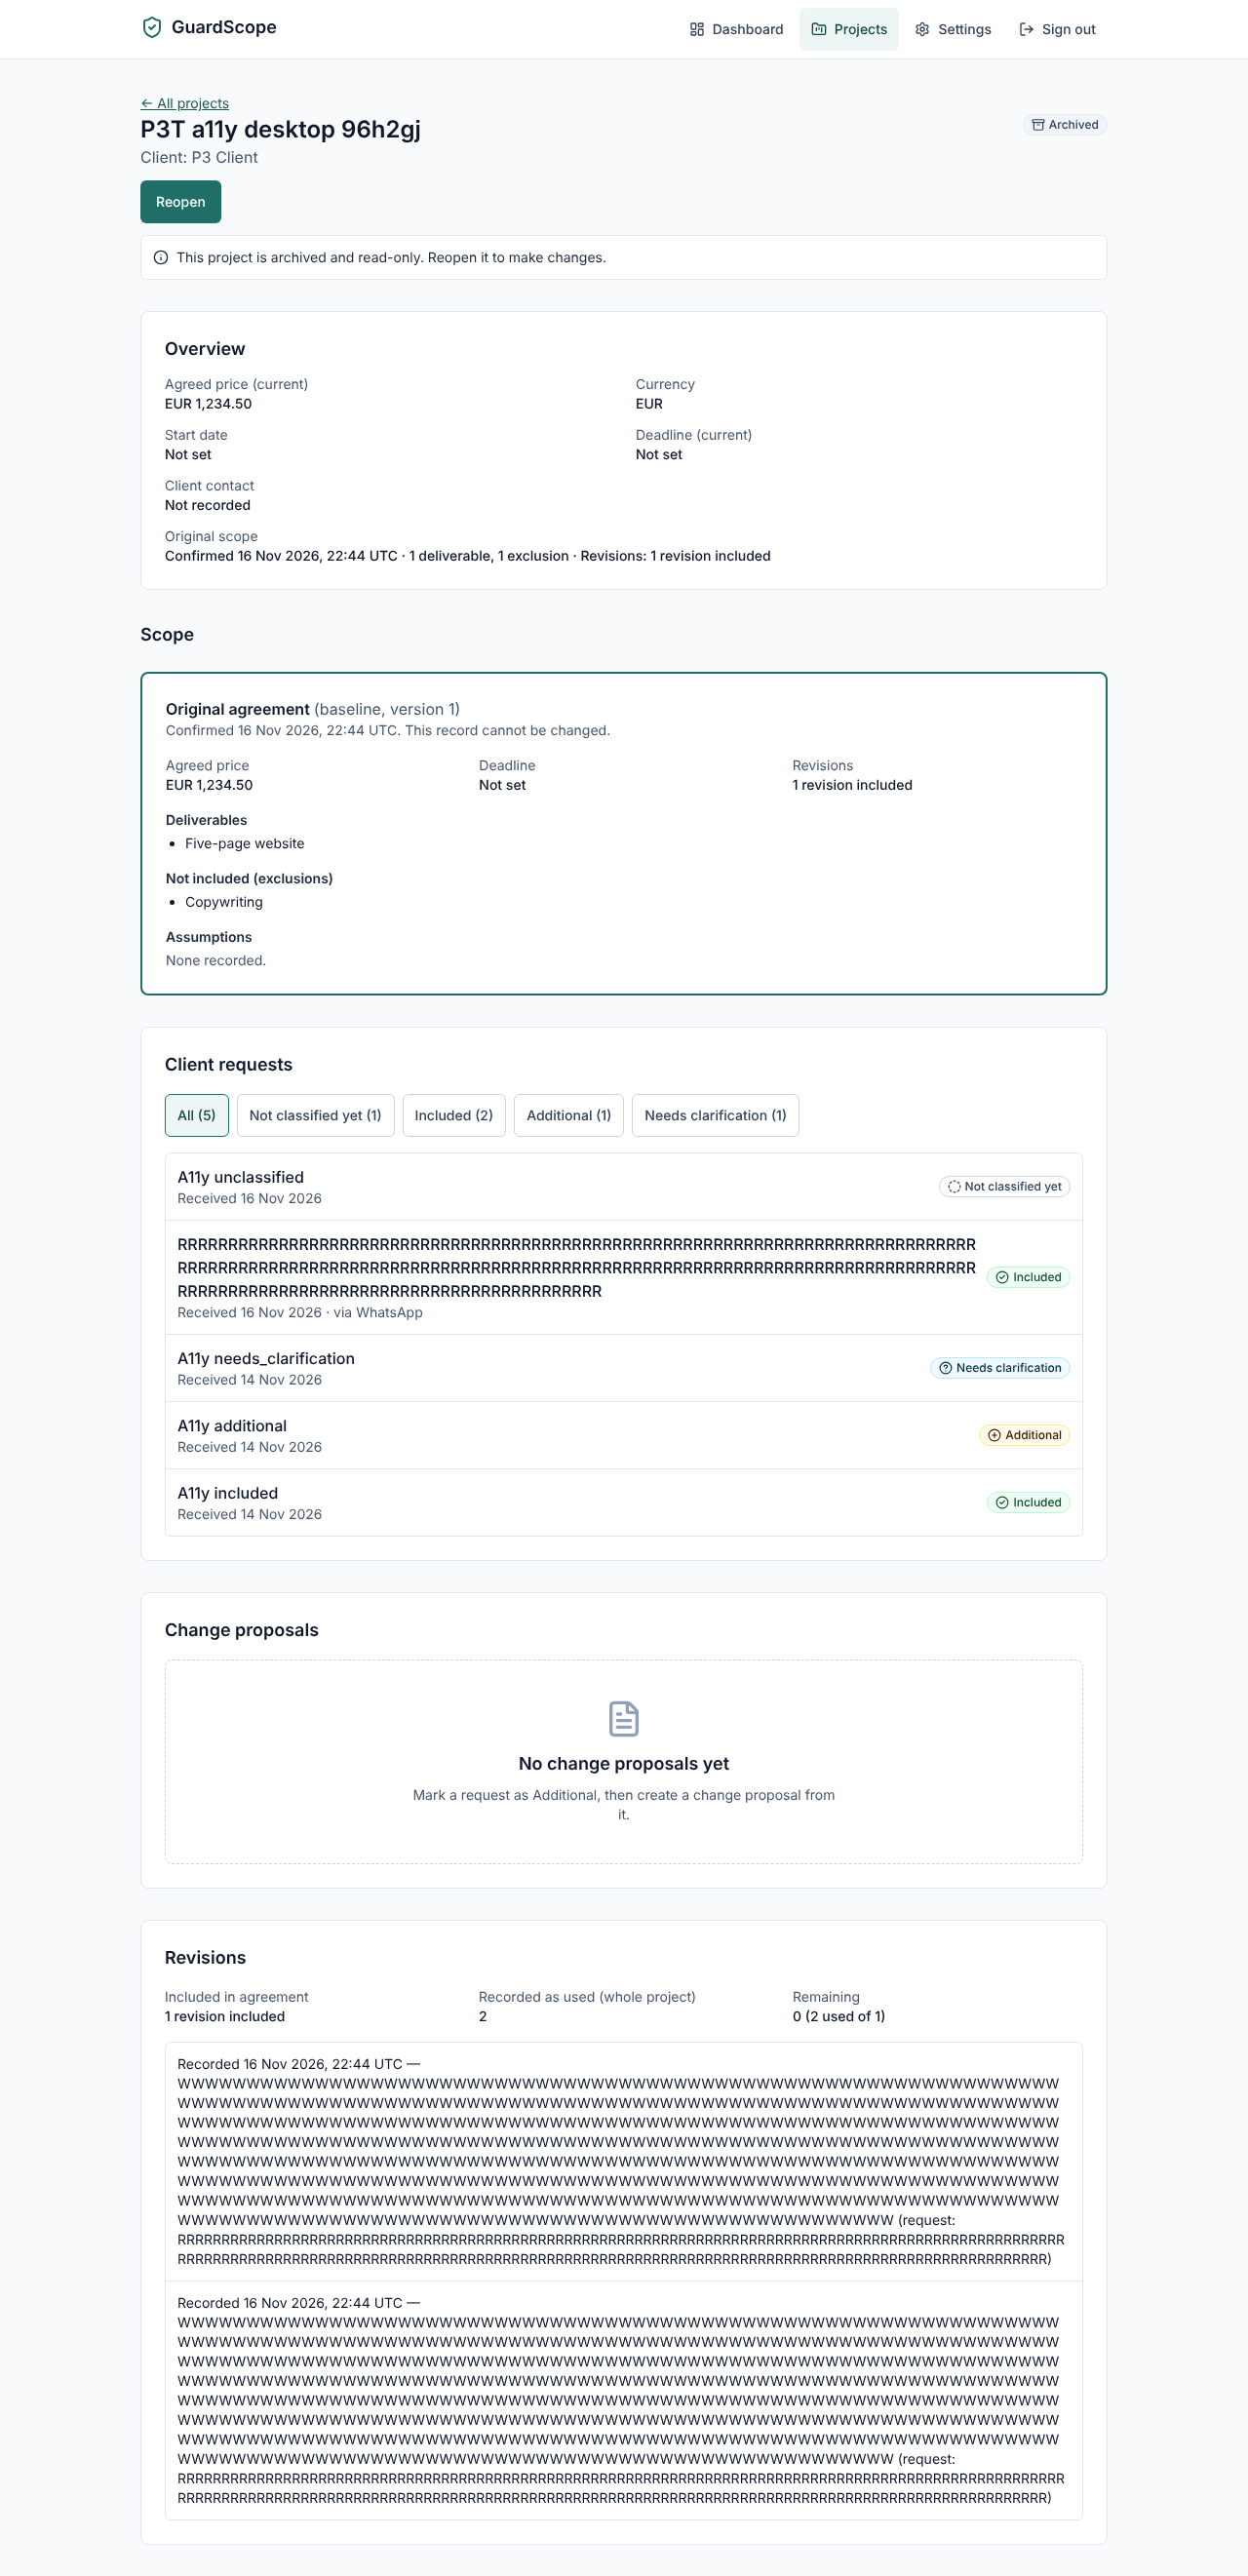 GuardScope
Dashboard
Projects
Settings
Sign out
← All projects
P3T a11y desktop 96h2gj
Archived
Client: P3 Client
Reopen
This project is archived and read-only. Reopen it to make changes.
Overview
Agreed price (current)
EUR 1,234.50
Currency
EUR
Start date
Not set
Deadline (current)
Not set
Client contact
Not recorded
Original scope
Confirmed 16 Nov 2026, 22:44 UTC · 1 deliverable, 1 exclusion · Revisions: 1 revision included
Scope
Original agreement (baseline, version 1)
Confirmed 16 Nov 2026, 22:44 UTC. This record cannot be changed.
Agreed price
EUR 1,234.50
Deadline
Not set
Revisions
1 revision included
Deliverables
• Five-page website
Not included (exclusions)
• Copywriting
Assumptions
None recorded.
Client requests
All (5)
Not classified yet (1)
Included (2)
Additional (1)
Needs clarification (1)
A11y unclassified
Received 16 Nov 2026
Not classified yet
Included
Received 16 Nov 2026 · via WhatsApp
A11y needs_clarification
Received 14 Nov 2026
Needs clarification
A11y additional
Received 14 Nov 2026
Additional
A11y included
Received 14 Nov 2026
Included
Change proposals
No change proposals yet
Mark a request as Additional, then create a change proposal from
it.
Revisions
Included in agreement
1 revision included
Recorded as used (whole project)
2
Remaining
0 (2 used of 1)
Recorded 16 Nov 2026, 22:44 UTC —
(request:
Recorded 16 Nov 2026, 22:44 UTC —
(request: